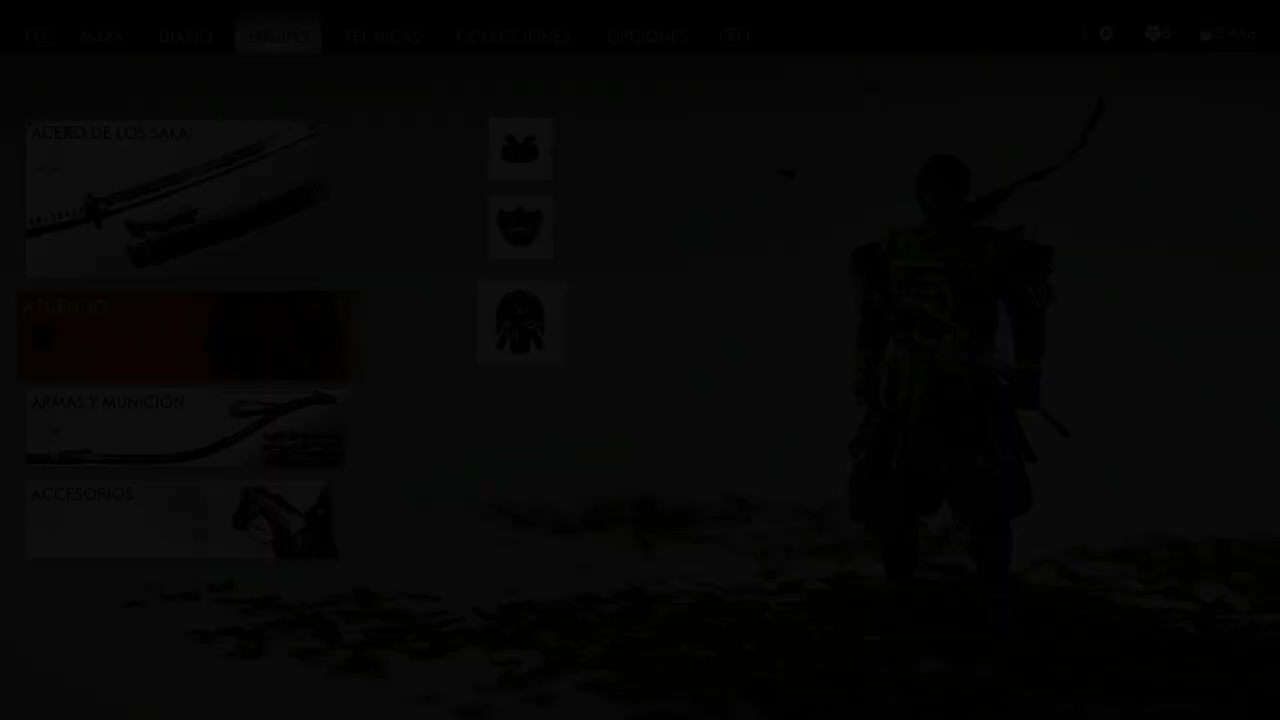 MAPA DIARIO EQUIPO TÉCNICAS COLECCIONES OPCIONES
ACERO DE LOS SAKAI
ATUENDO
ARMAS Y MUNICIÓN
ACCESORIOS